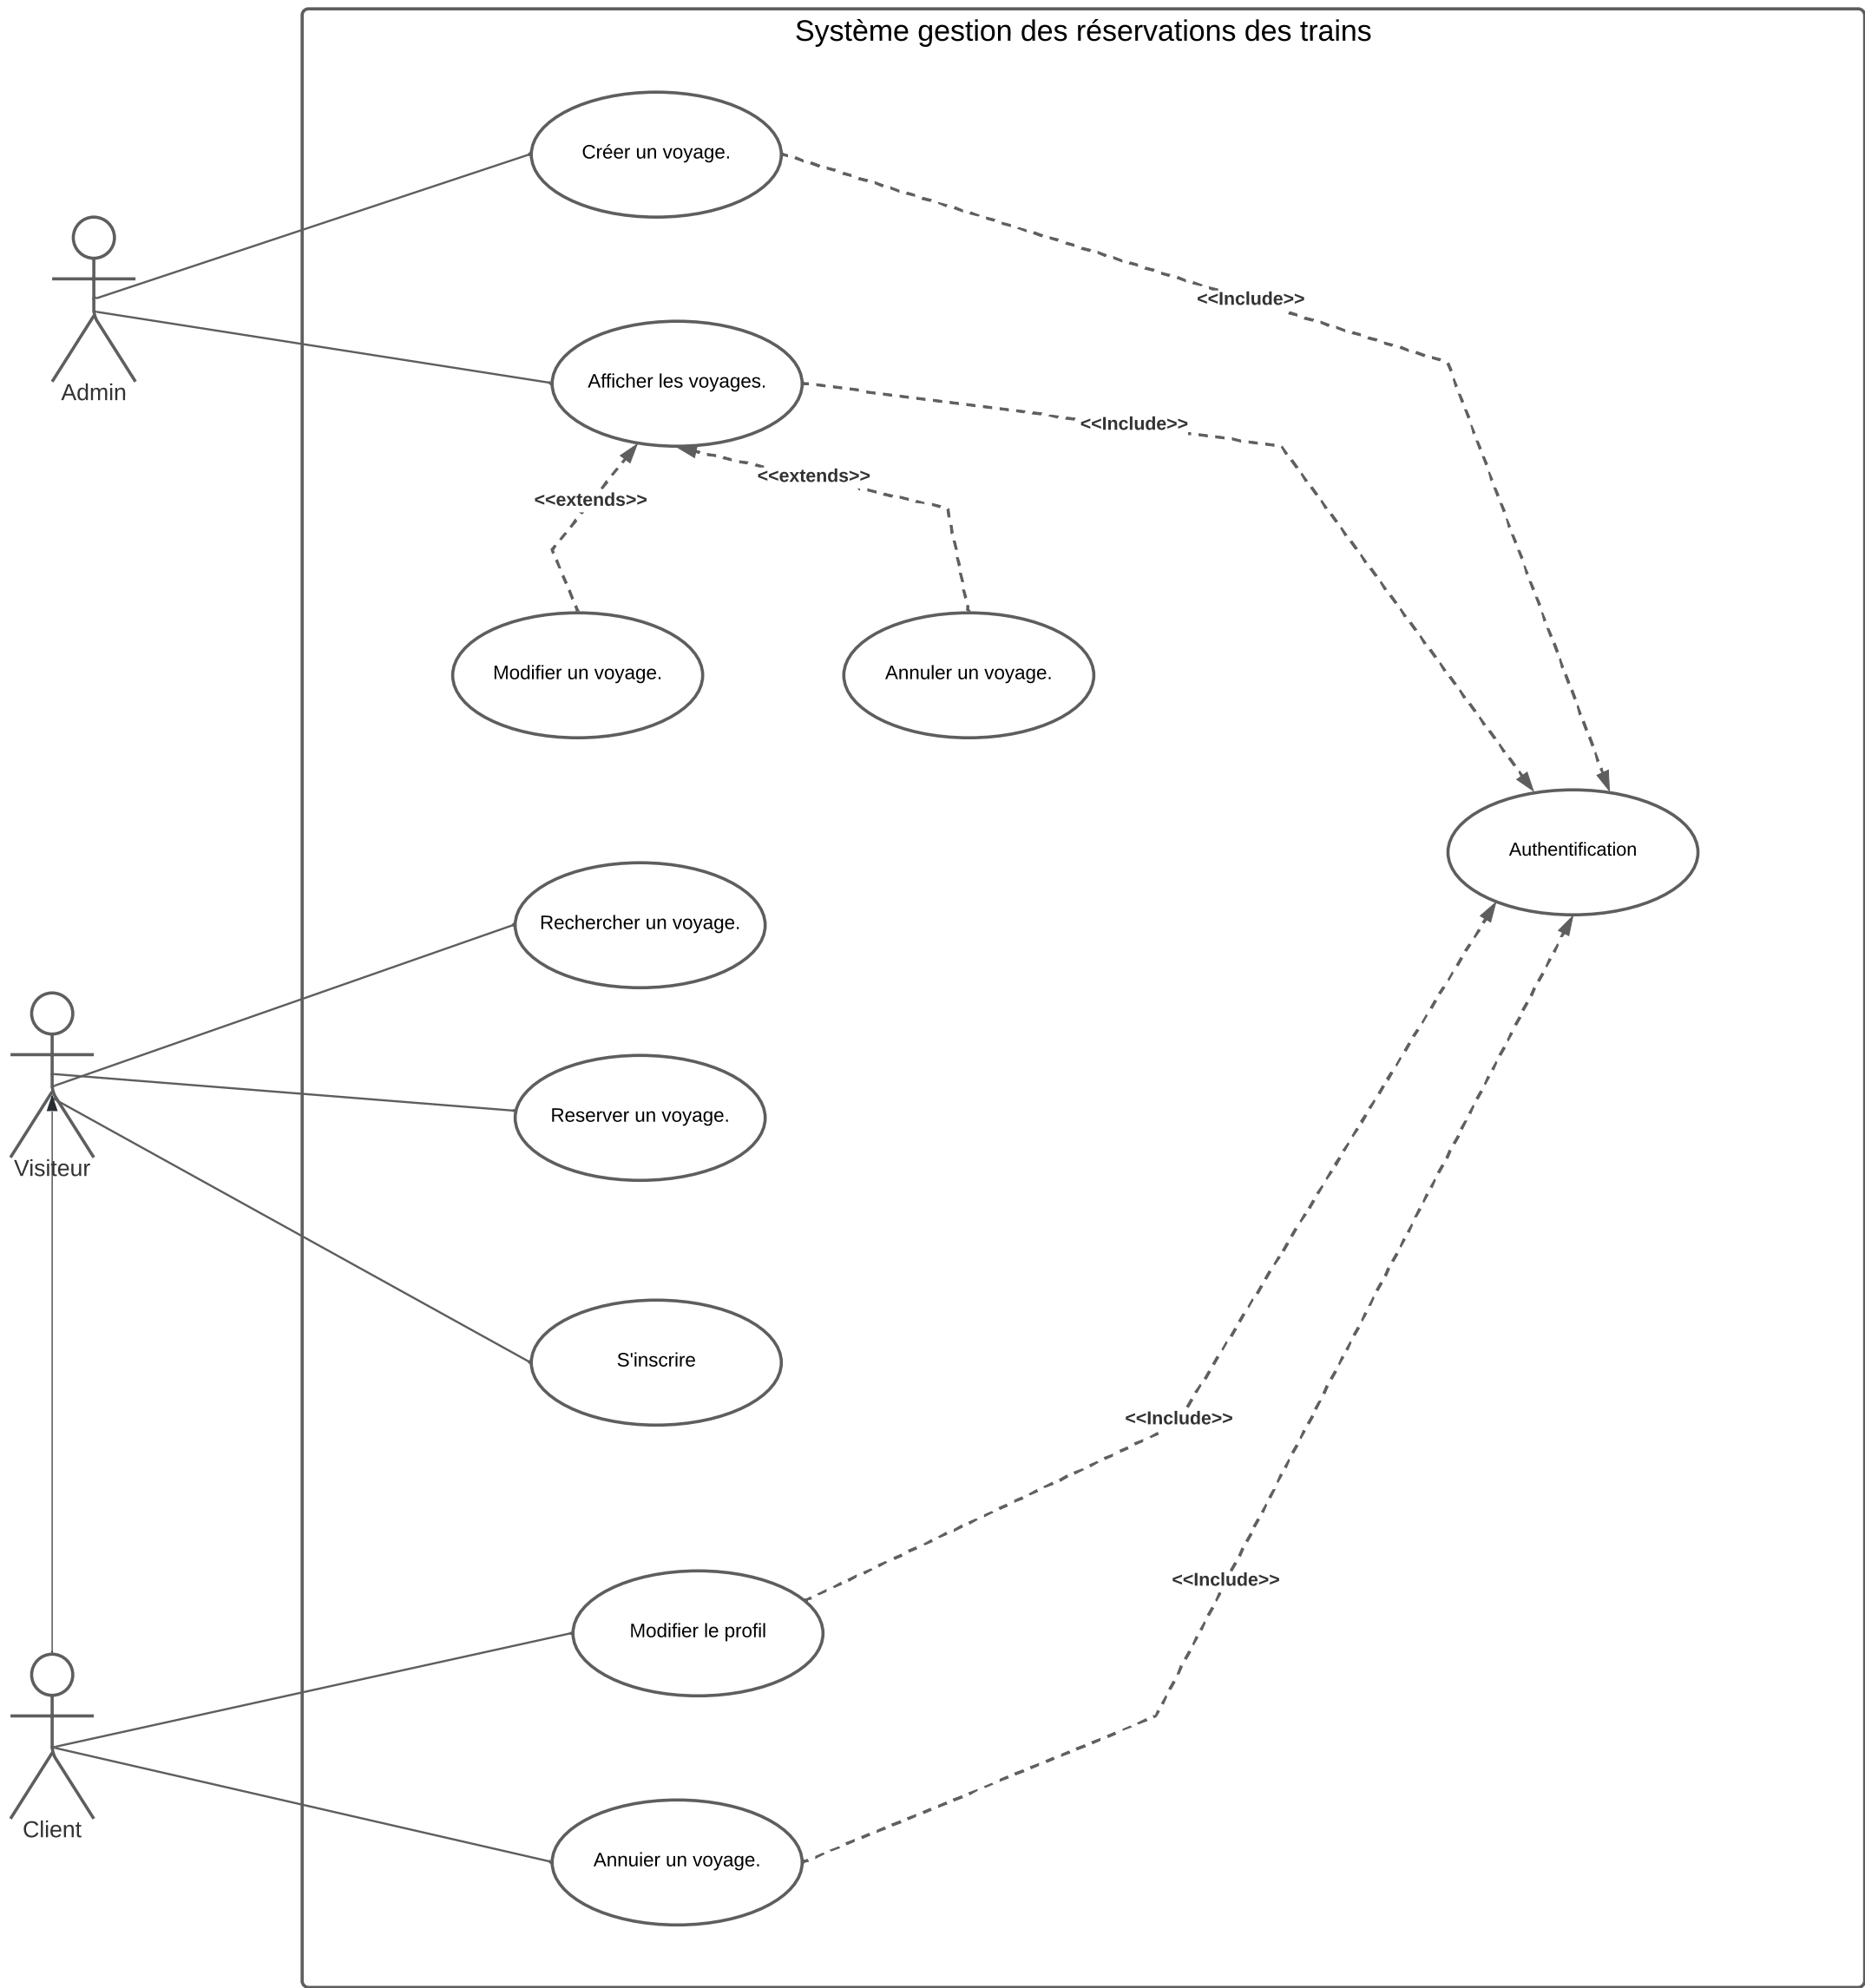 Système gestion des réservations des trains
Créer un voyage.
<<Include>>
Admin
Afficher les voyages.
<<Include>>
<<extends>>
<<extends>>
Modifier un voyage.
Annuler un voyage.
Authentification
Rechercher un voyage.
Reserver un voyage.
Visiteur
S'inscrire
<<Include>>
<<Include>>
Modifier le profil
Client
Annuier un voyage.